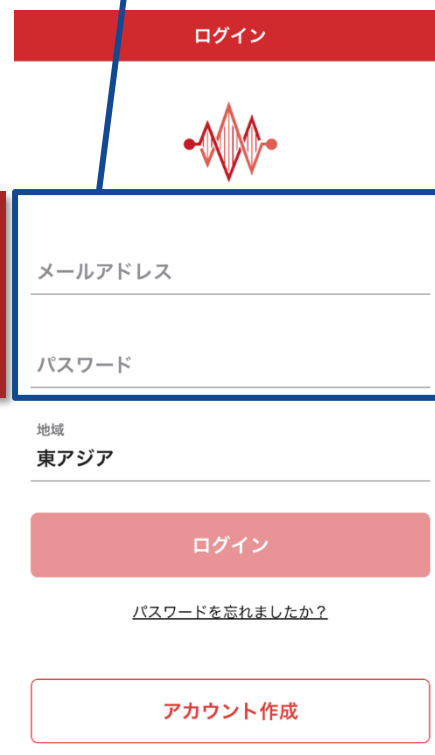 ログイン
メールアドレス
パスワード
地域
東アジア
ログイン
パスワードを忘れましたか？
アカウント作成